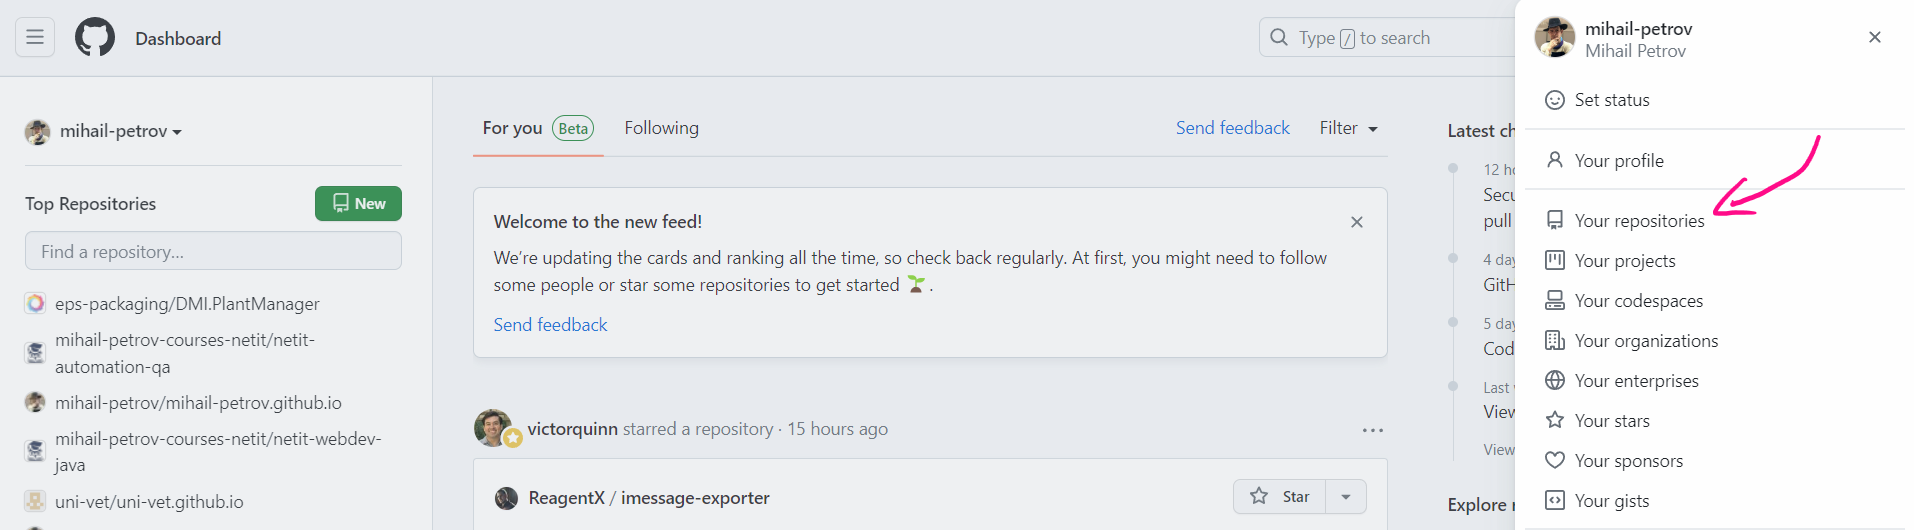 Dashboard
Type / to search
mihail-petrov
Mihail Petrov
Set status
Your profile
Your repositories
Your projects
Your codespaces
Your organizations
Your enterprises
Your stars
Your sponsors
Your gists
mihail-petrov
Top Repositories
New
Find a repository...
eps-packaging/DMI.PlantManager
mihail-petrov-courses-netit/netit-
automation-qa
mihail-petrov/mihail-petrov.github.io
mihail-petrov-courses-netit/netit-webdev-
java
uni-vet/uni-vet.github.io
For you Beta Following
Send feedback Filter
Welcome to the new feed!
We’re updating the cards and ranking all the time, so check back regularly. At first, you might need to follow
some people or star some repositories to get started 🌱 .
Send feedback
victorquinn starred a repository · 15 hours ago
ReagentX / imessage-exporter
Star
Latest ch
12 ho
Secu
pull
4 day
GitH
5 day
Cod
Last
View
View
Explore